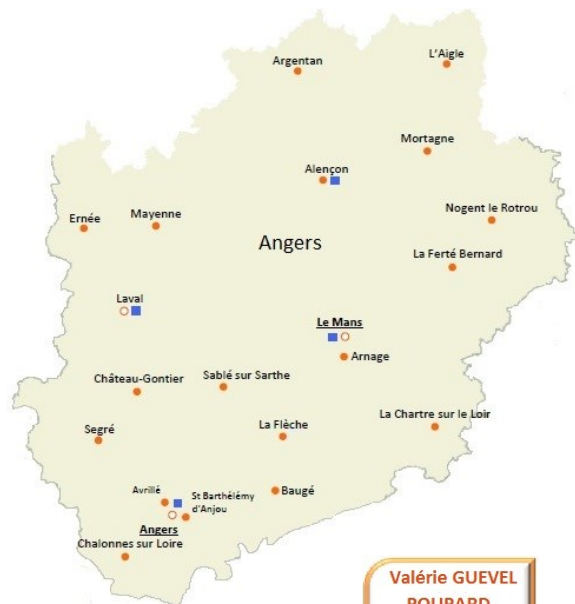 Argentan
L'Aigle
Mortagne
Alençon
Nogent le Rotrou
Ernée
Mayenne
Angers
La Ferté Bernard
Laval
Le Mans
Arnage
Château-Gontier
Sablé sur Sarthe
La Chartre sur le Loir
Segré
La Flèche
Avrillé
St Barthélémy
d'Anjou
Baugé
Angers
Chalonnes sur Loire
Valérie GUEVEL
POUPARD